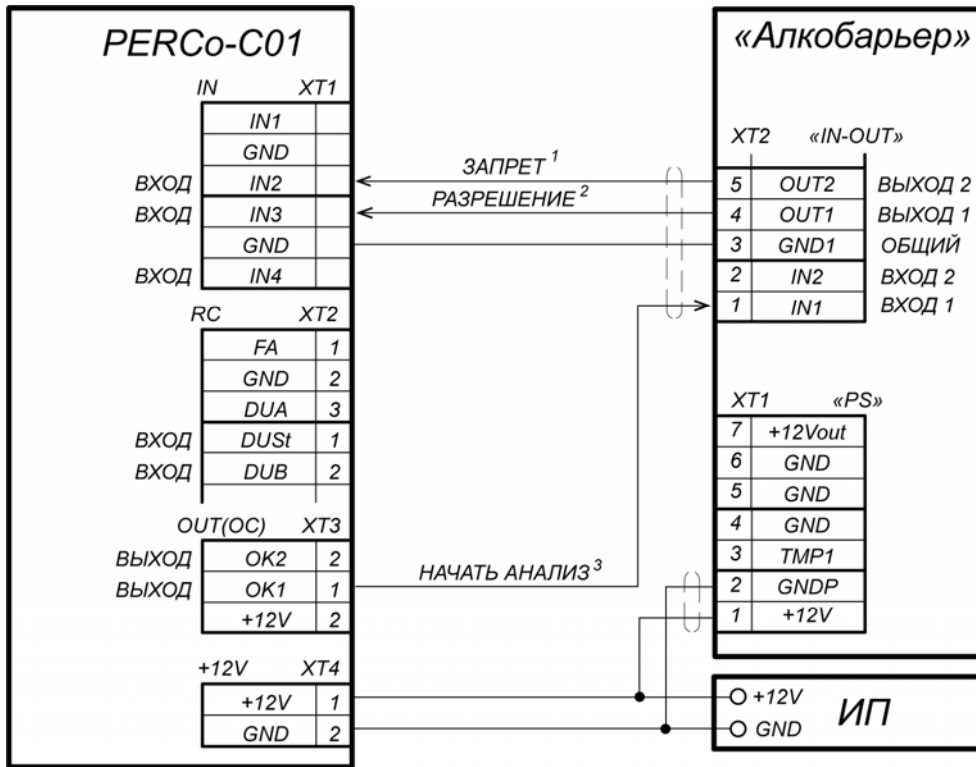 PERCo-C01
IN XT1
IN1
GND
ВХОД IN2
ВХОД IN3
GND
ВХОД IN4
RC XT2
FA 1
GND 2
DUA 3
ВХОД DUSt 1
ВХОД DUB 2
OUT(OC) XT3
ВЫХОД OK2 2
ВЫХОД OK1 1
+12V 2
+12V XT4
+12V 1
GND 2
ЗАПРЕТ 1
РАЗРЕШЕНИЕ 2
НАЧАТЬ АНАЛИЗ 3
«Алкобарьер»
XT2 «IN-OUT»
5 OUT2 ВЫХОД 2
4 OUT1 ВЫХОД 1
3 GND1 ОБЩИЙ
2 IN2 ВХОД 2
1 IN1 ВХОД 1
XT1 «PS»
7 +12Vout
6 GND
5 GND
4 GND
3 TMP1
2 GNDP
1 +12V
+12V
GND
ИП